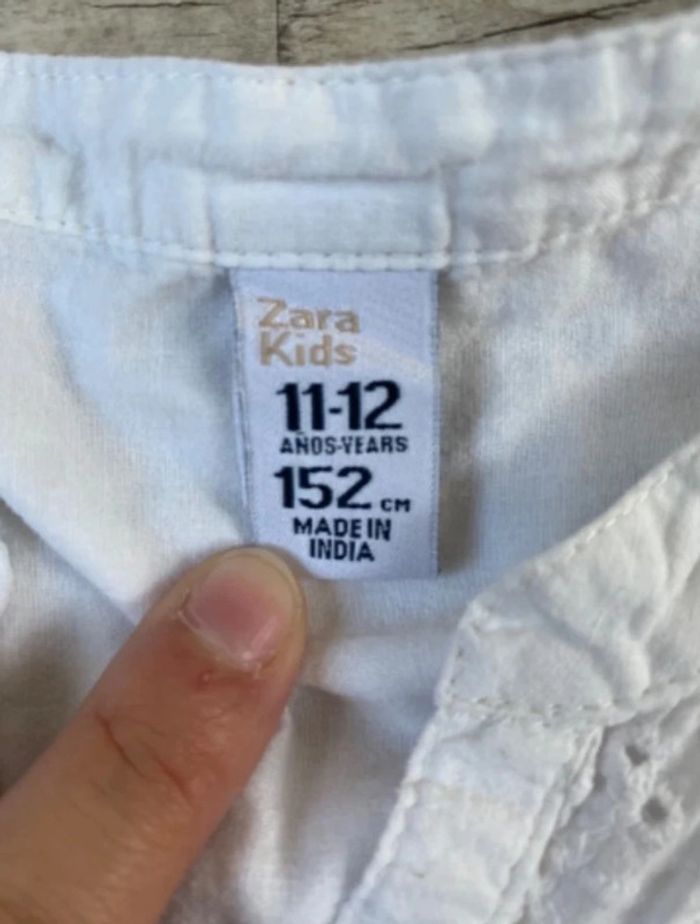 Zara
Kids
11-12
AÑOS-YEARS
152 CM
MADE IN
INDIA